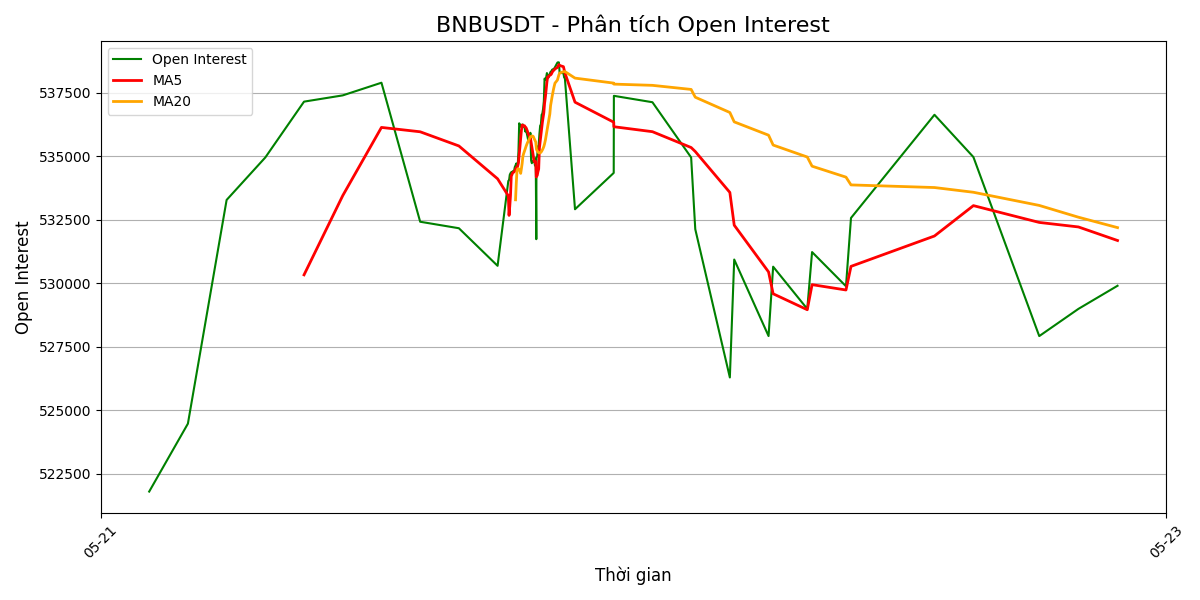 BNBUSDT - Phân tích Open Interest
Open Interest
MA5
MA20
537500
535000
532500
530000
527500
525000
522500
Open Interest
05-21
05-23
Thời gian